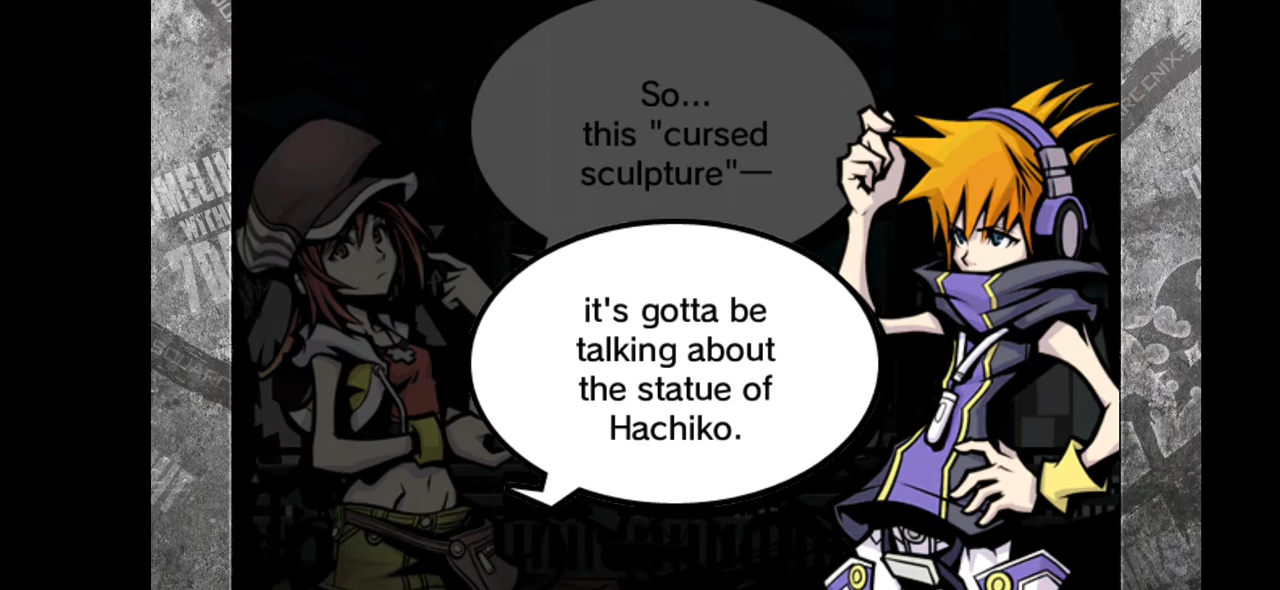 So...
this "cursed
sculpture"—
it's gotta be
talking about
the statue of
Hachiko.